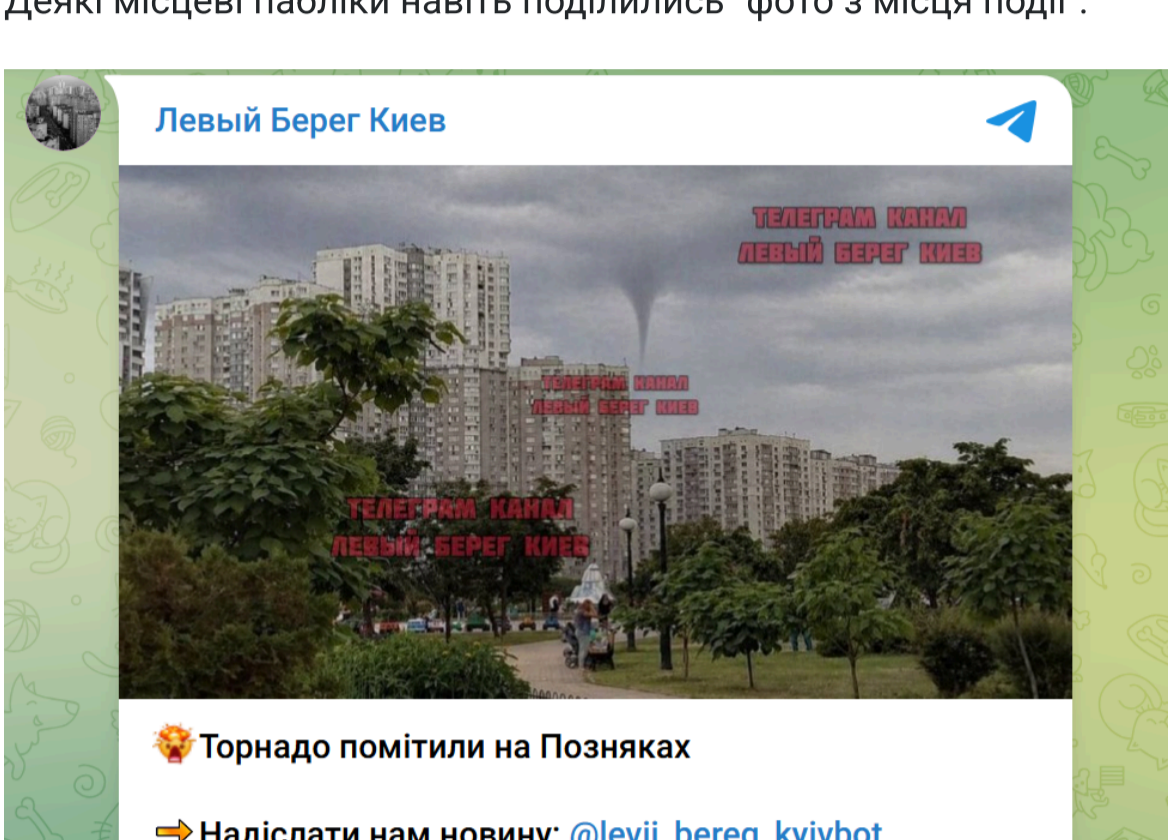 Деякі місцеві пабліки навіть поділились "фото з місця події".
Левый Берег Киев
ТЕЛЕГРАМ КАНАЛ
ЛЕВЫЙ БЕРЕГ КИЕВ
ТЕЛЕГРАМ КАНАЛ
ЛЕВЫЙ БЕРЕГ КИЕВ
ТЕЛЕГРАМ КАНАЛ
ЛЕВЫЙ БЕРЕГ КИЕВ
🤯Торнадо помітили на Позняках
➡Надіслати нам новину: @levii_bereg_kyivbot